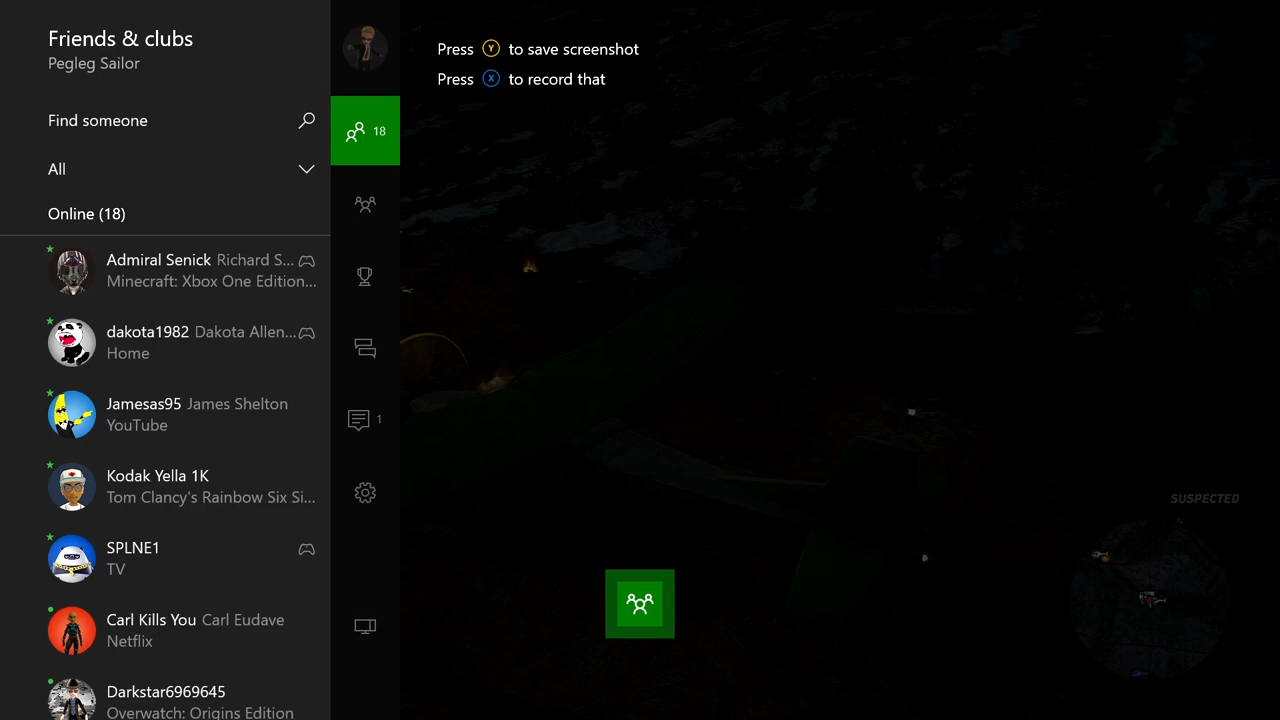 Friends & clubs
Pegleg Sailor
Find someone
All
Online (18)
Admiral Senick Richard S...
Minecraft: Xbox One Edition...
dakota1982 Dakota Allen...
Home
Jamesas95 James Shelton
YouTube
Kodak Yella 1K
Tom Clancy's Rainbow Six Si...
SPLNE1
TV
Carl Kills You Carl Eudave
Netflix
Darkstar6969645
Overwatch: Origins Edition
18
1
Press Y to save screenshot
Press X to record that
SUSPECTED
N